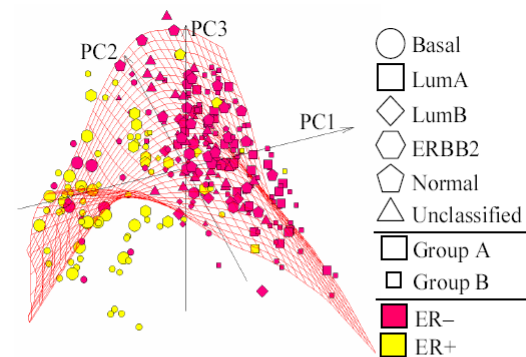 PC3
PC2
PC1
Basal
LumA
LumB
ERBB2
Normal
Unclassified
Group A
Group B
ER–
ER+